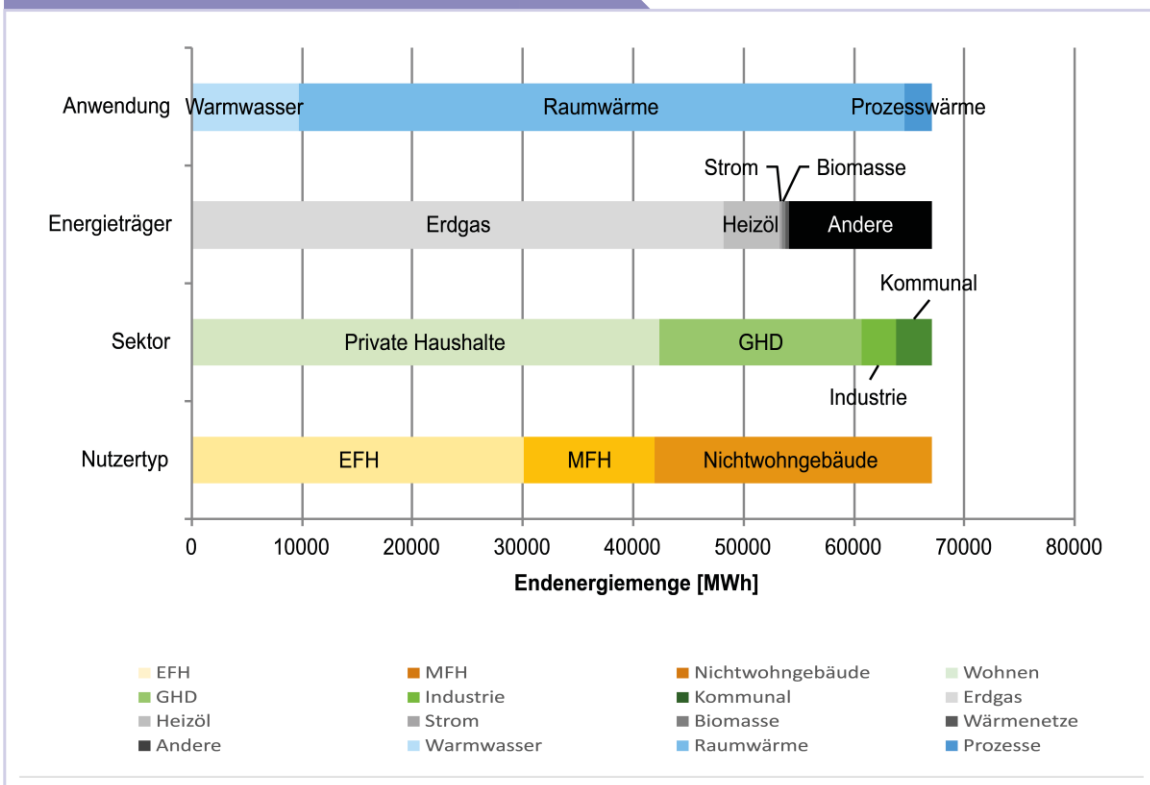 Anwendung
Warmwasser Raumwärme Prozesswärme
Strom Biomasse
Energieträger
Erdgas Heizöl Andere
Kommunal
Sektor
Private Haushalte GHD
Industrie
Nutzertyp
EFH MFH Nichtwohngebäude
0 10000 20000 30000 40000 50000 60000 70000 80000
Endenergiemenge [MWh]
EFH MFH Nichtwohngebäude Wohnen
GHD Industrie Kommunal Erdgas
Heizöl Strom Biomasse Wärmenetze
Andere Warmwasser Raumwärme Prozesse